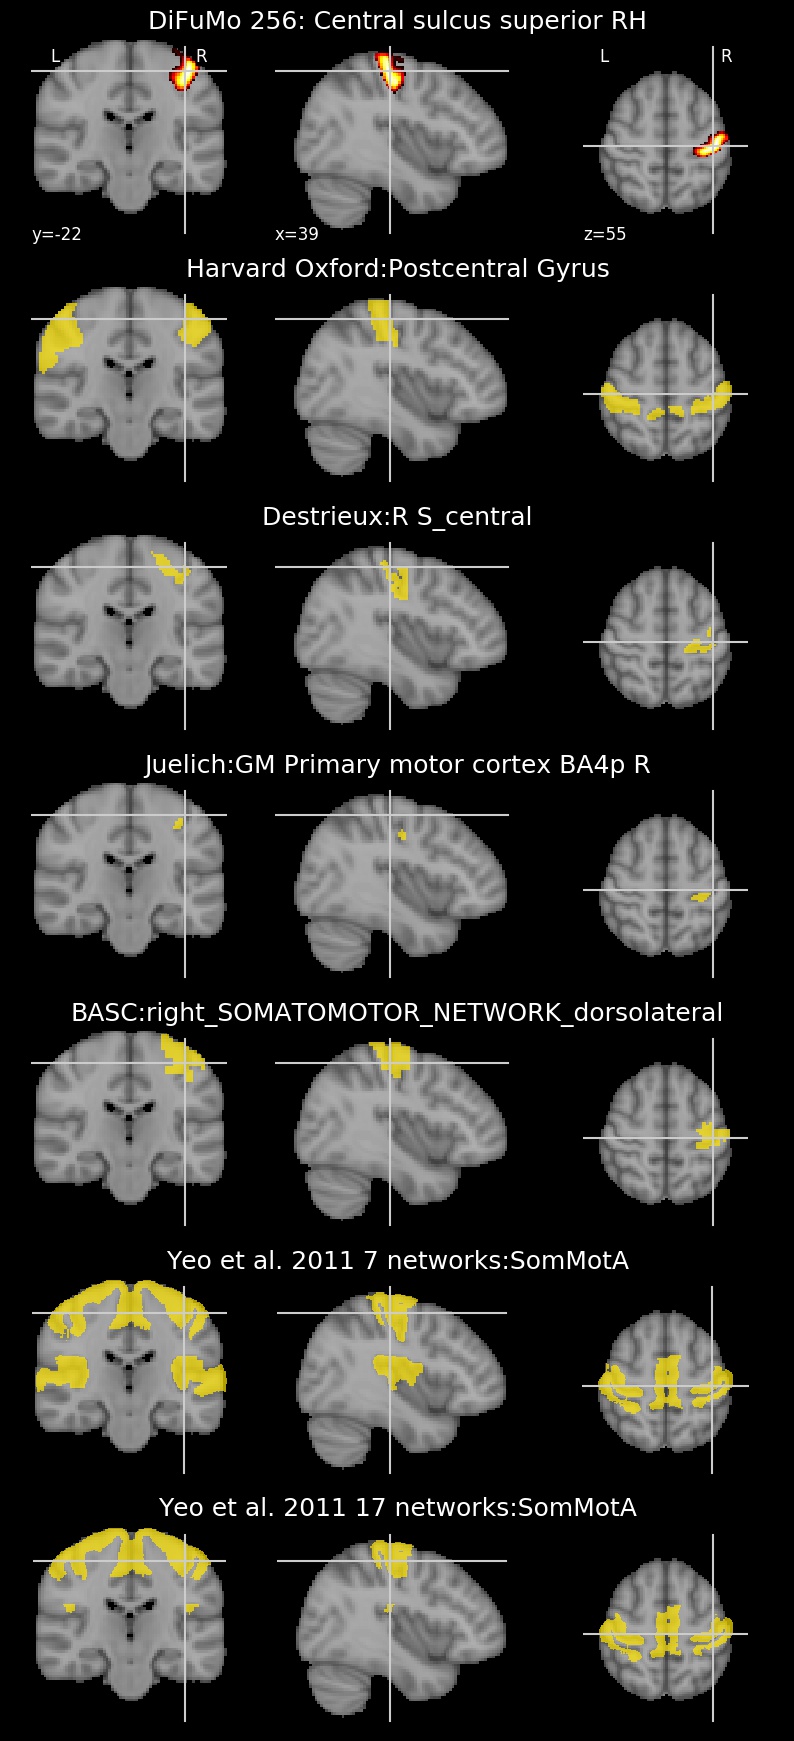 DiFuMo 256: Central sulcus superior RH
L R L R
y=-22 x=39 z=55
Harvard Oxford:Postcentral Gyrus
Destrieux:R S_central
Juelich:GM Primary motor cortex BA4p R
BASC:right_SOMATOMOTOR_NETWORK_dorsolateral
Yeo et al. 2011 7 networks:SomMotA
Yeo et al. 2011 17 networks:SomMotA